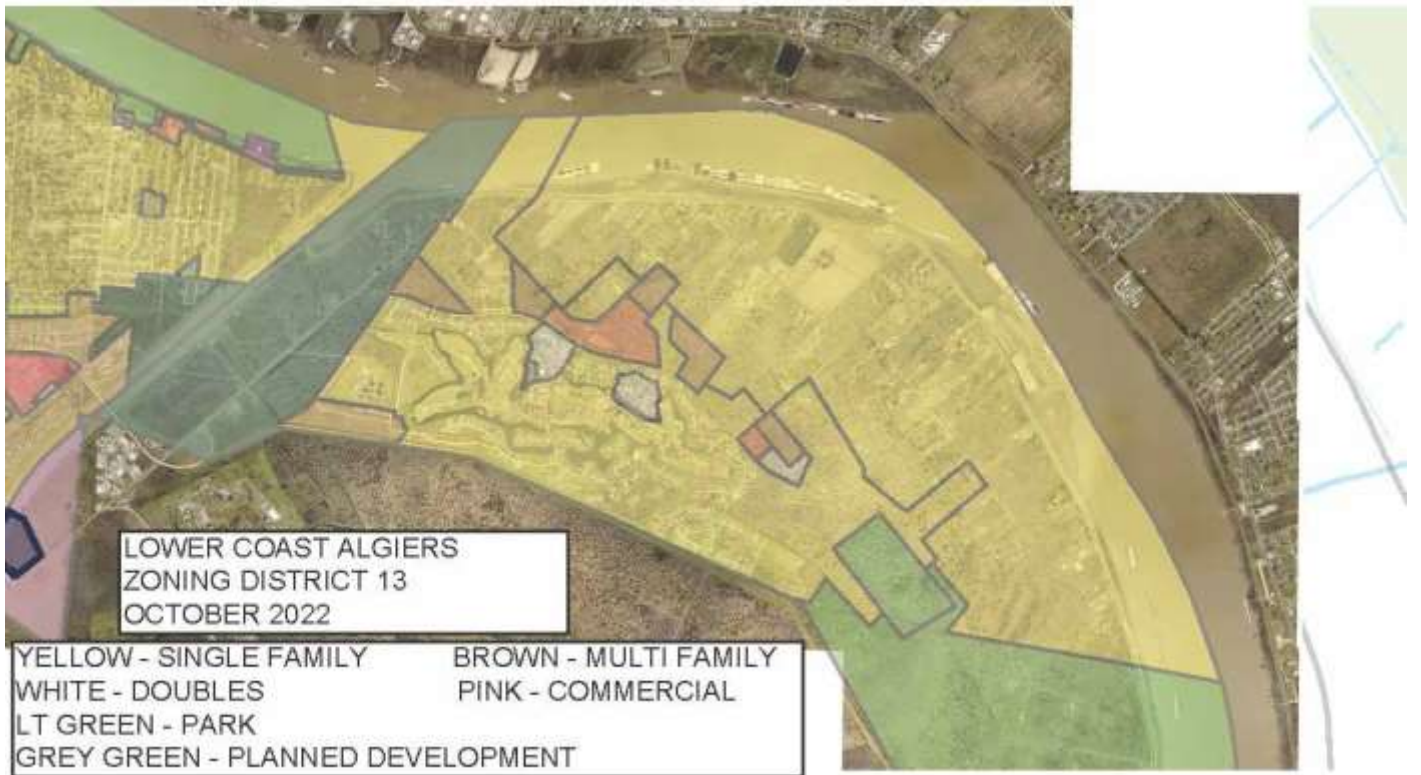 LOWER COAST ALGIERS
ZONING DISTRICT 13
OCTOBER 2022
YELLOW - SINGLE FAMILY BROWN - MULTI FAMILY
WHITE - DOUBLES PINK - COMMERCIAL
LT GREEN - PARK
GREY GREEN - PLANNED DEVELOPMENT